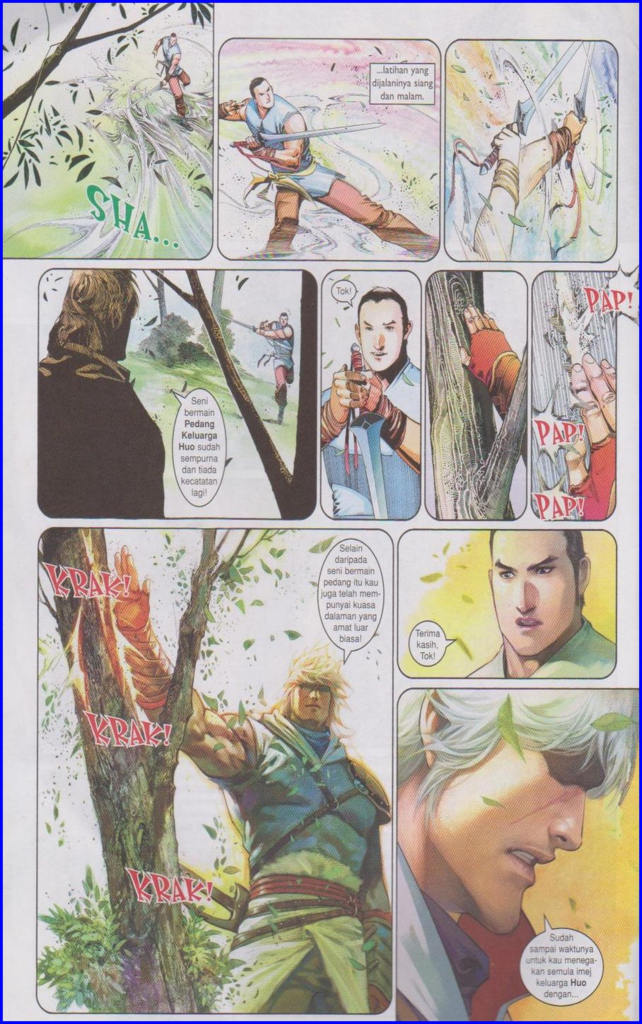 ...latihan yang
dijalaninya siang
dan malam.
SHA...
Seni
bermain
Pedang
Keluarga
Huo sudah
sempurna
dan tiada
kecatatan
lagi!
Tok!
PAP!
PAP!
PAP!
KRAK!
KRAK!
KRAK!
Selain
daripada
seni bermain
pedang itu kau
juga telah mem-
punyai kuasa
dalaman yang
amat luar
biasa!
Terima
kasih,
Tok!
Sudah
sampai waktunya
untuk kau menega-
kan semula imej
keluarga Huo
dengan...